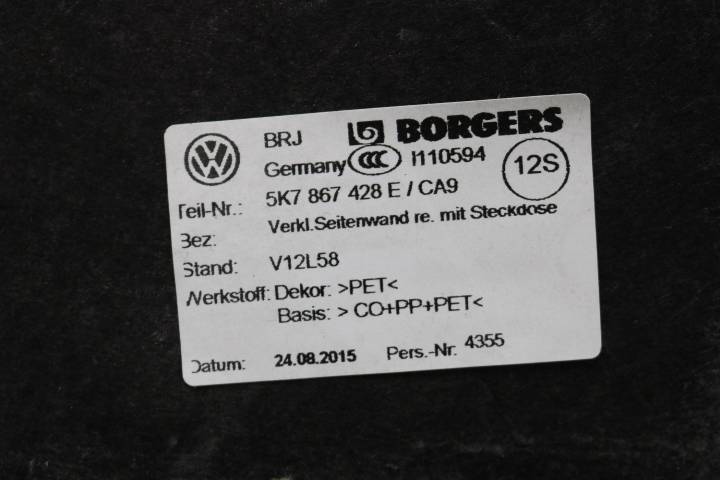 BRJ BORGERS
Germany CCC I110594 12S
Teil-Nr.: 5K7 867 428 E / CA9
Bez: Verkl.Seitenwand re. mit Steckdose
Stand: V12L58
Werkstoff: Dekor: >PET<
Basis: > CO+PP+PET<
Datum: 24.08.2015 Pers.-Nr. 4355